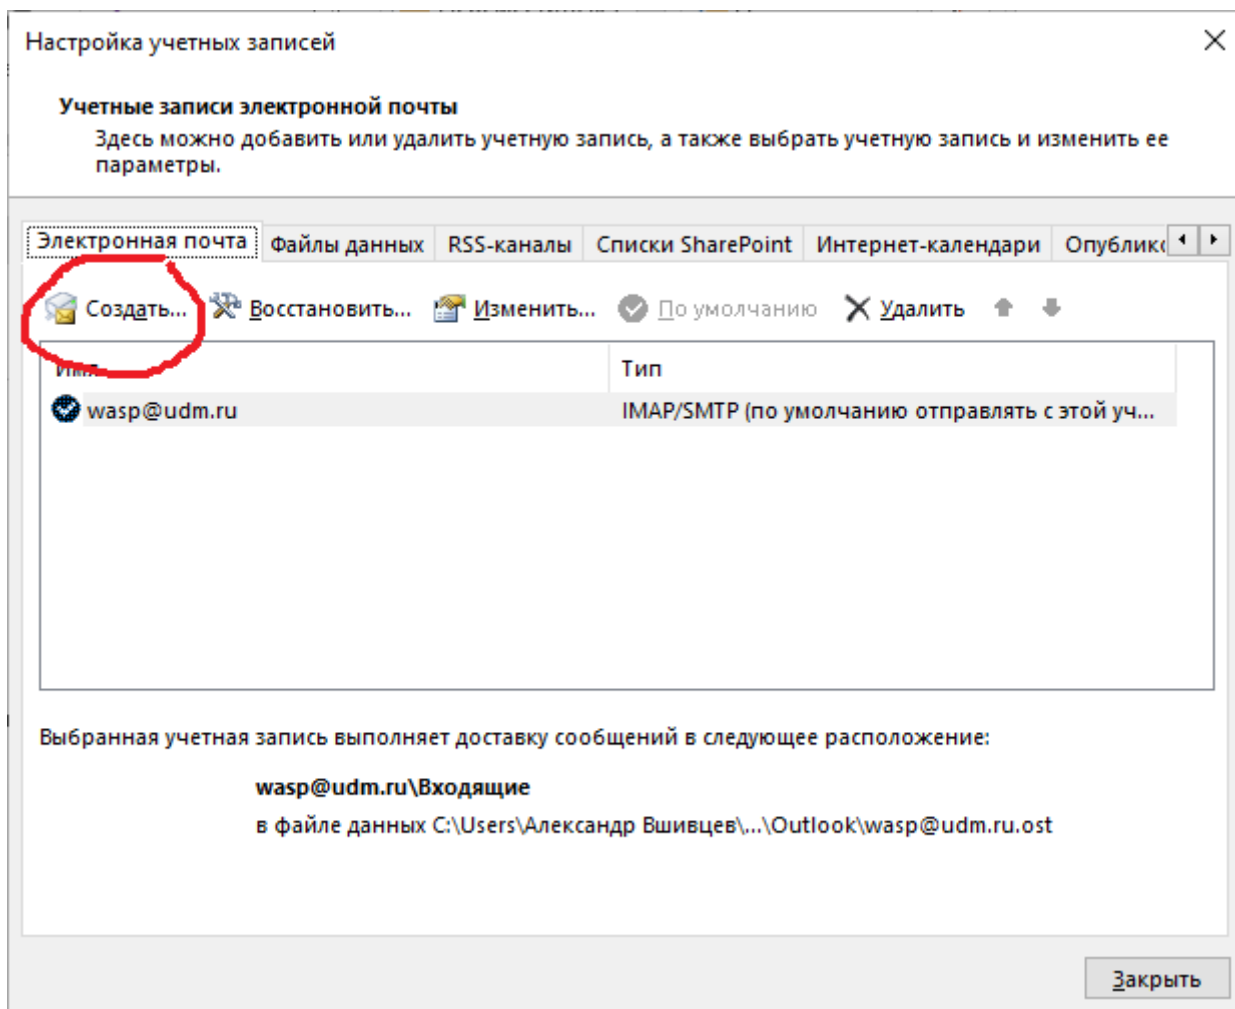 Настройка учетных записей
Учетные записи электронной почты
Здесь можно добавить или удалить учетную запись, а также выбрать учетную запись и изменить ее
параметры.
Электронная почта Файлы данных RSS-каналы Списки SharePoint Интернет-календари
Создать... Восстановить... Изменить... По умолчанию Удалить
Тип
wasp@udm.ru IMAP/SMTP (по умолчанию отправлять с этой уч...
Выбранная учетная запись выполняет доставку сообщений в следующее расположение:
wasp@udm.ru\Входящие
в файле данных C:\Users\Александр Вшивцев\...\Outlook\wasp@udm.ru.ost
Закрыть